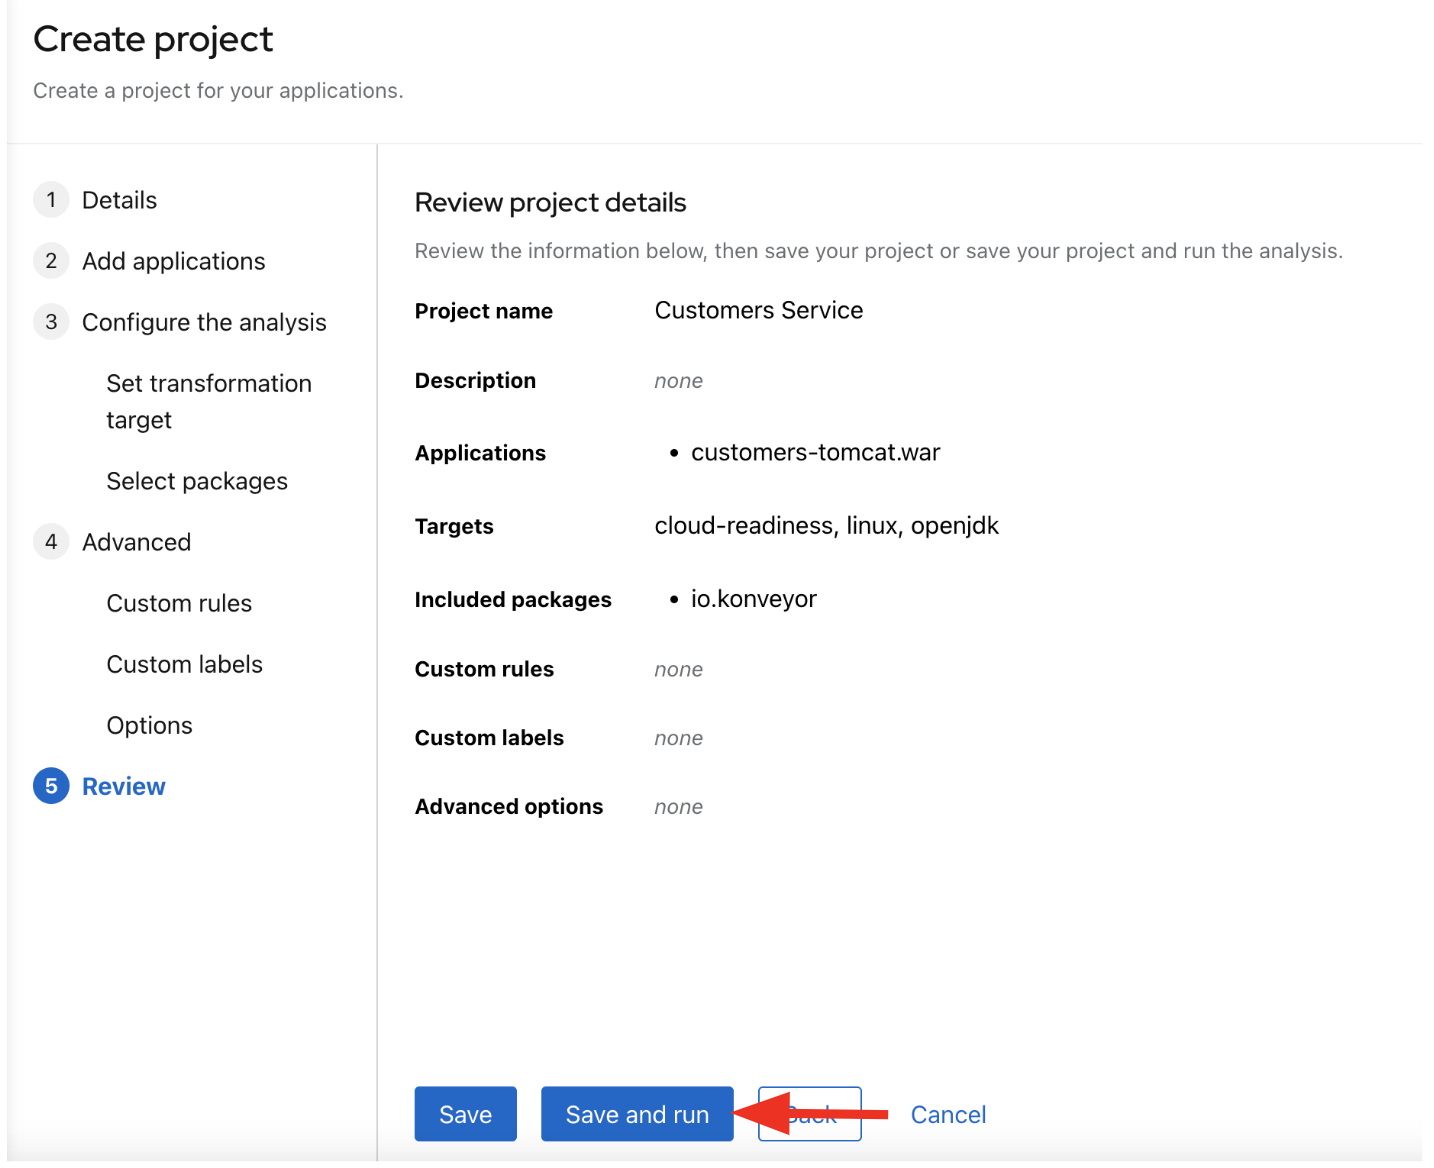 Create project
Create a project for your applications.
1 Details
2 Add applications
3 Configure the analysis
Set transformation
target
Select packages
4 Advanced
Custom rules
Custom labels
Options
5 Review
Review project details
Review the information below, then save your project or save your project and run the analysis.
Project name Customers Service
Description none
Applications • customers-tomcat.war
Targets cloud-readiness, linux, openjdk
Included packages • io.konveyor
Custom rules none
Custom labels none
Advanced options none
Save Save and run Back Cancel